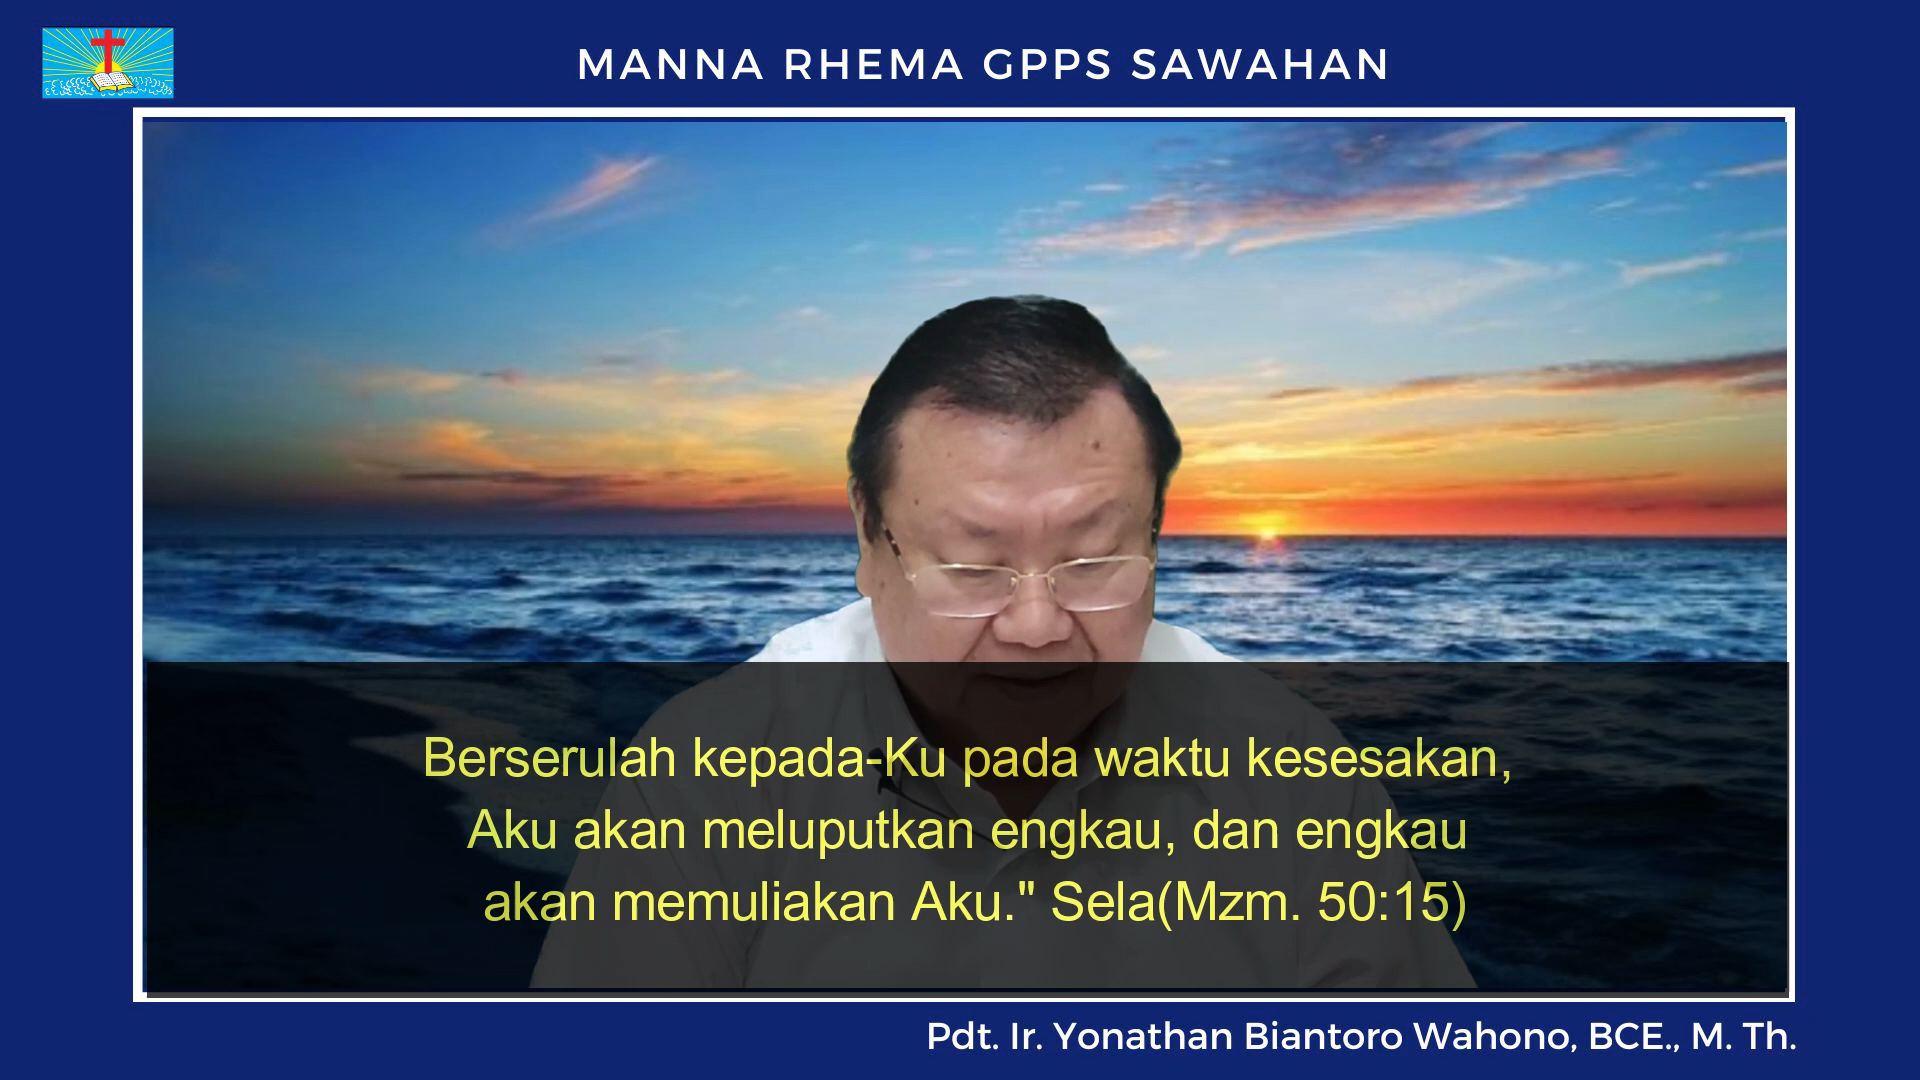 MANNA RHEMA GPPS SAWAHAN
Berserulah kepada-Ku pada waktu kesesakan,
Aku akan meluputkan engkau, dan engkau
akan memuliakan Aku." Sela(Mzm. 50:15)
Pdt. Ir. Yonathan Biantoro Wahono, BCE., M. Th.